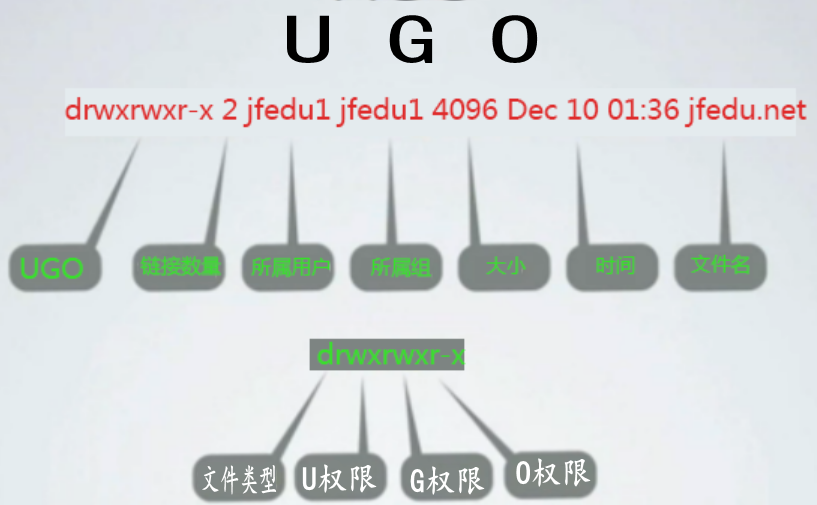 U G O
drwxrwxr-x 2 jfedu1 jfedu1 4096 Dec 10 01:36 jfedu.net
UGO 链接数量 所属用户 所属组 大小 时间 文件名
drwxrwxr-x
文件类型 U权限 G权限 O权限